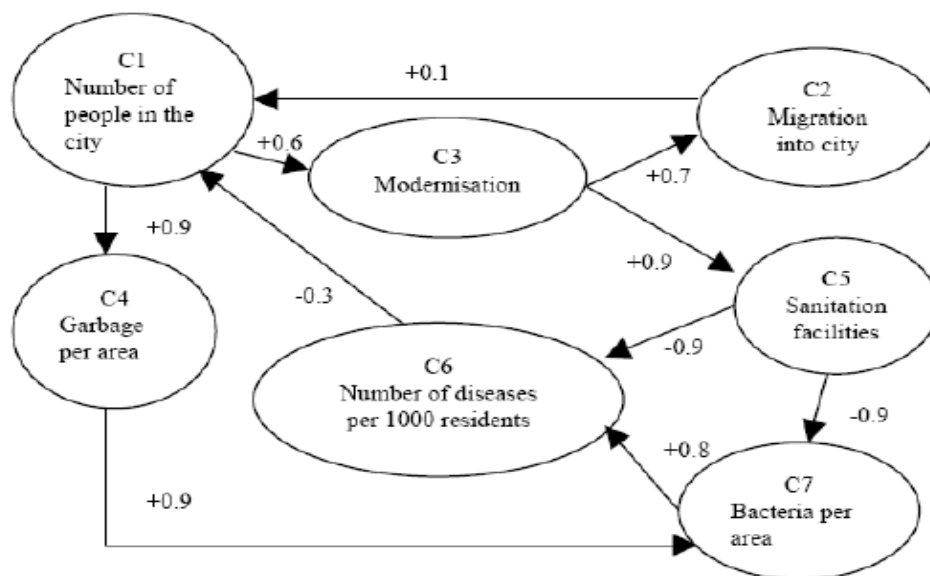 C1
Number of
people in the
city
+0.1
C2
Migration
into city
+0.6
C3
Modernisation
+0.7
+0.9
+0.9
C4
Garbage
per area
-0.3
C5
Sanitation
facilities
-0.9
C6
Number of diseases
per 1000 residents
-0.9
+0.8
+0.9
C7
Bacteria per
area